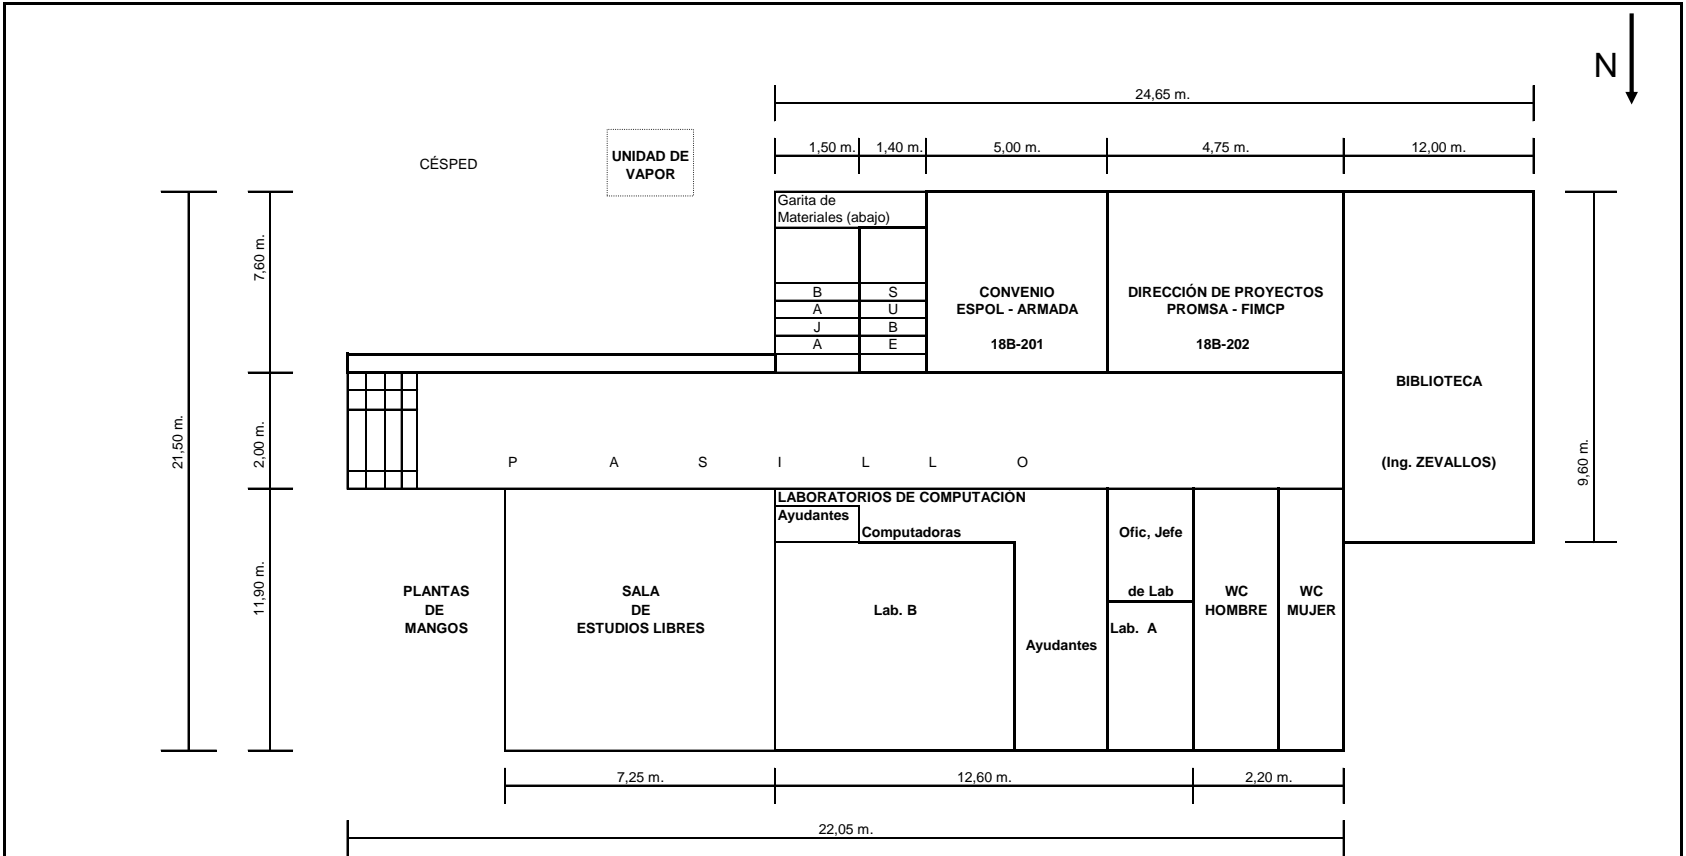 N
24,65 m.
1,50 m. 1,40 m. 5,00 m. 4,75 m. 12,00 m.
CÉSPED
UNIDAD DE
VAPOR
Garita de
Materiales (abajo)
7,60 m.
B S
A U
J B
A E
CONVENIO
ESPOL - ARMADA
18B-201
DIRECCIÓN DE PROYECTOS
PROMSA - FIMCP
18B-202
BIBLIOTECA
(Ing. ZEVALLOS)
21,50 m.
2,00 m.
9,60 m.
P A S I L L O
LABORATORIOS DE COMPUTACIÓN
Ayudantes
Computadoras
Ofic, Jefe
de Lab
11,90 m.
PLANTAS
DE
MANGOS
SALA
DE
ESTUDIOS LIBRES
Lab. B
Ayudantes
Lab. A
WC
HOMBRE
WC
MUJER
7,25 m. 12,60 m. 2,20 m.
22,05 m.